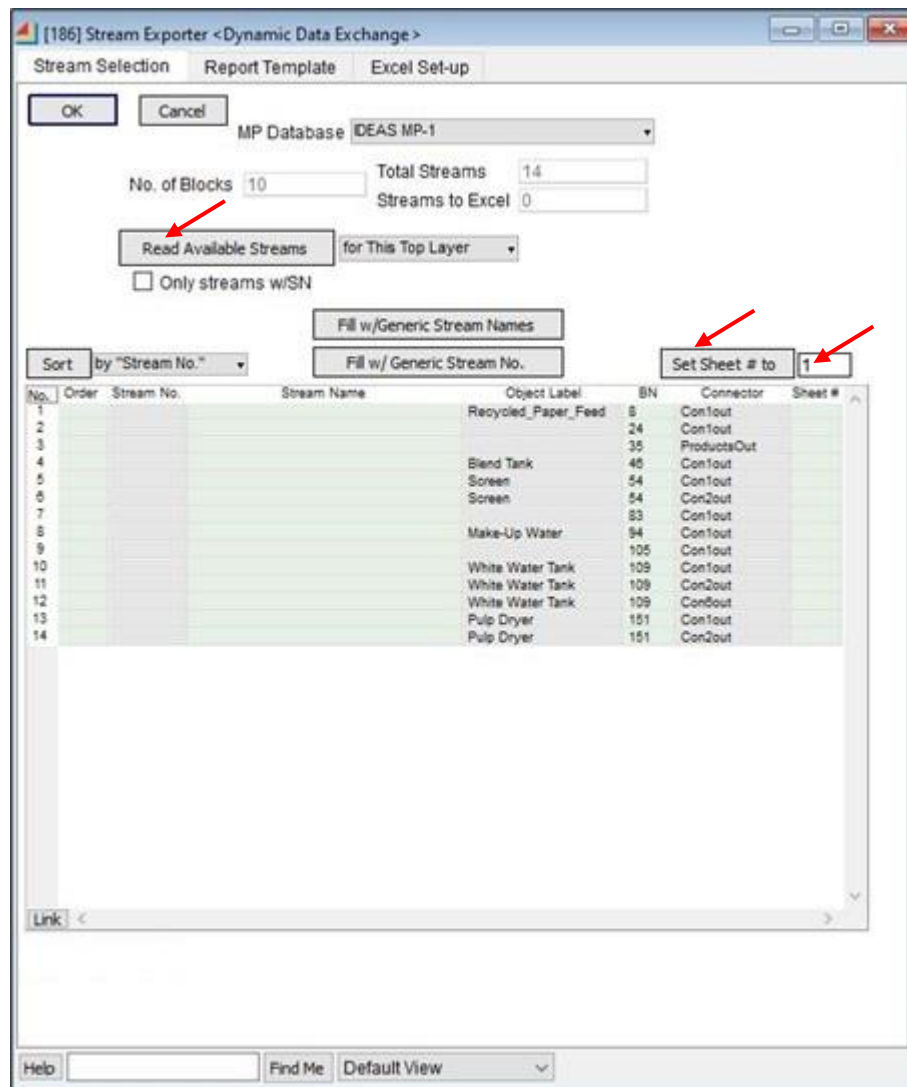 [186] Stream Exporter <Dynamic Data Exchange>
Stream Selection Report Template Excel Set-up
OK Cancel
MP Database IDEAS MP-1
No. of Blocks 10 Total Streams 14
Streams to Excel 0
Read Available Streams for This Top Layer
Only streams w/SN
Fill w/Generic Stream Names
Sort by "Stream No." Fill w/ Generic Stream No. Set Sheet # to 1
No. Order Stream No. Stream Name Object Label BN Connector Sheet #
1 Recycled_Paper_Feed 8 Con1out
2 24 Con1out
3 35 ProductsOut
4 Blend Tank 46 Con1out
5 Screen 54 Con1out
6 Screen 54 Con2out
7 83 Con1out
8 Make-Up Water 94 Con1out
9 105 Con1out
10 White Water Tank 109 Con1out
11 White Water Tank 109 Con2out
12 White Water Tank 109 Con6out
13 Pulp Dryer 151 Con1out
14 Pulp Dryer 151 Con2out
Link
Help Find Me Default View